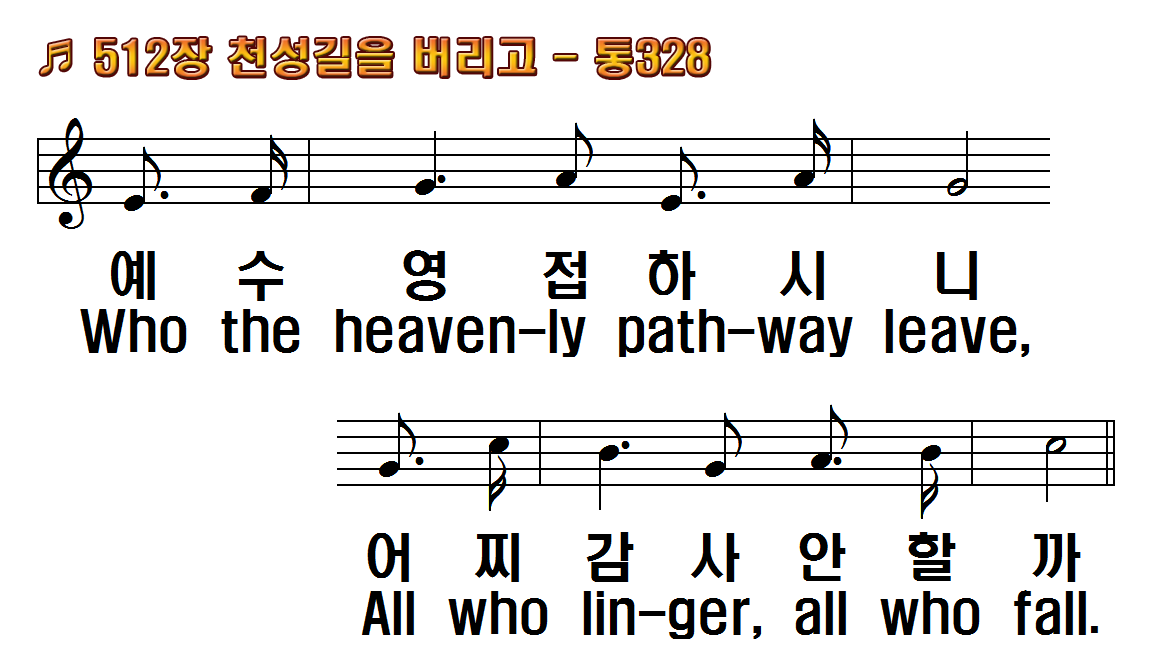 ♬ 512장 천성길을 버리고 - 통328
예 수 영 접 하 시 니
Who the heaven-ly path-way leave,
어 찌 감 사 안 할 까
All who lin-ger, all who fall.